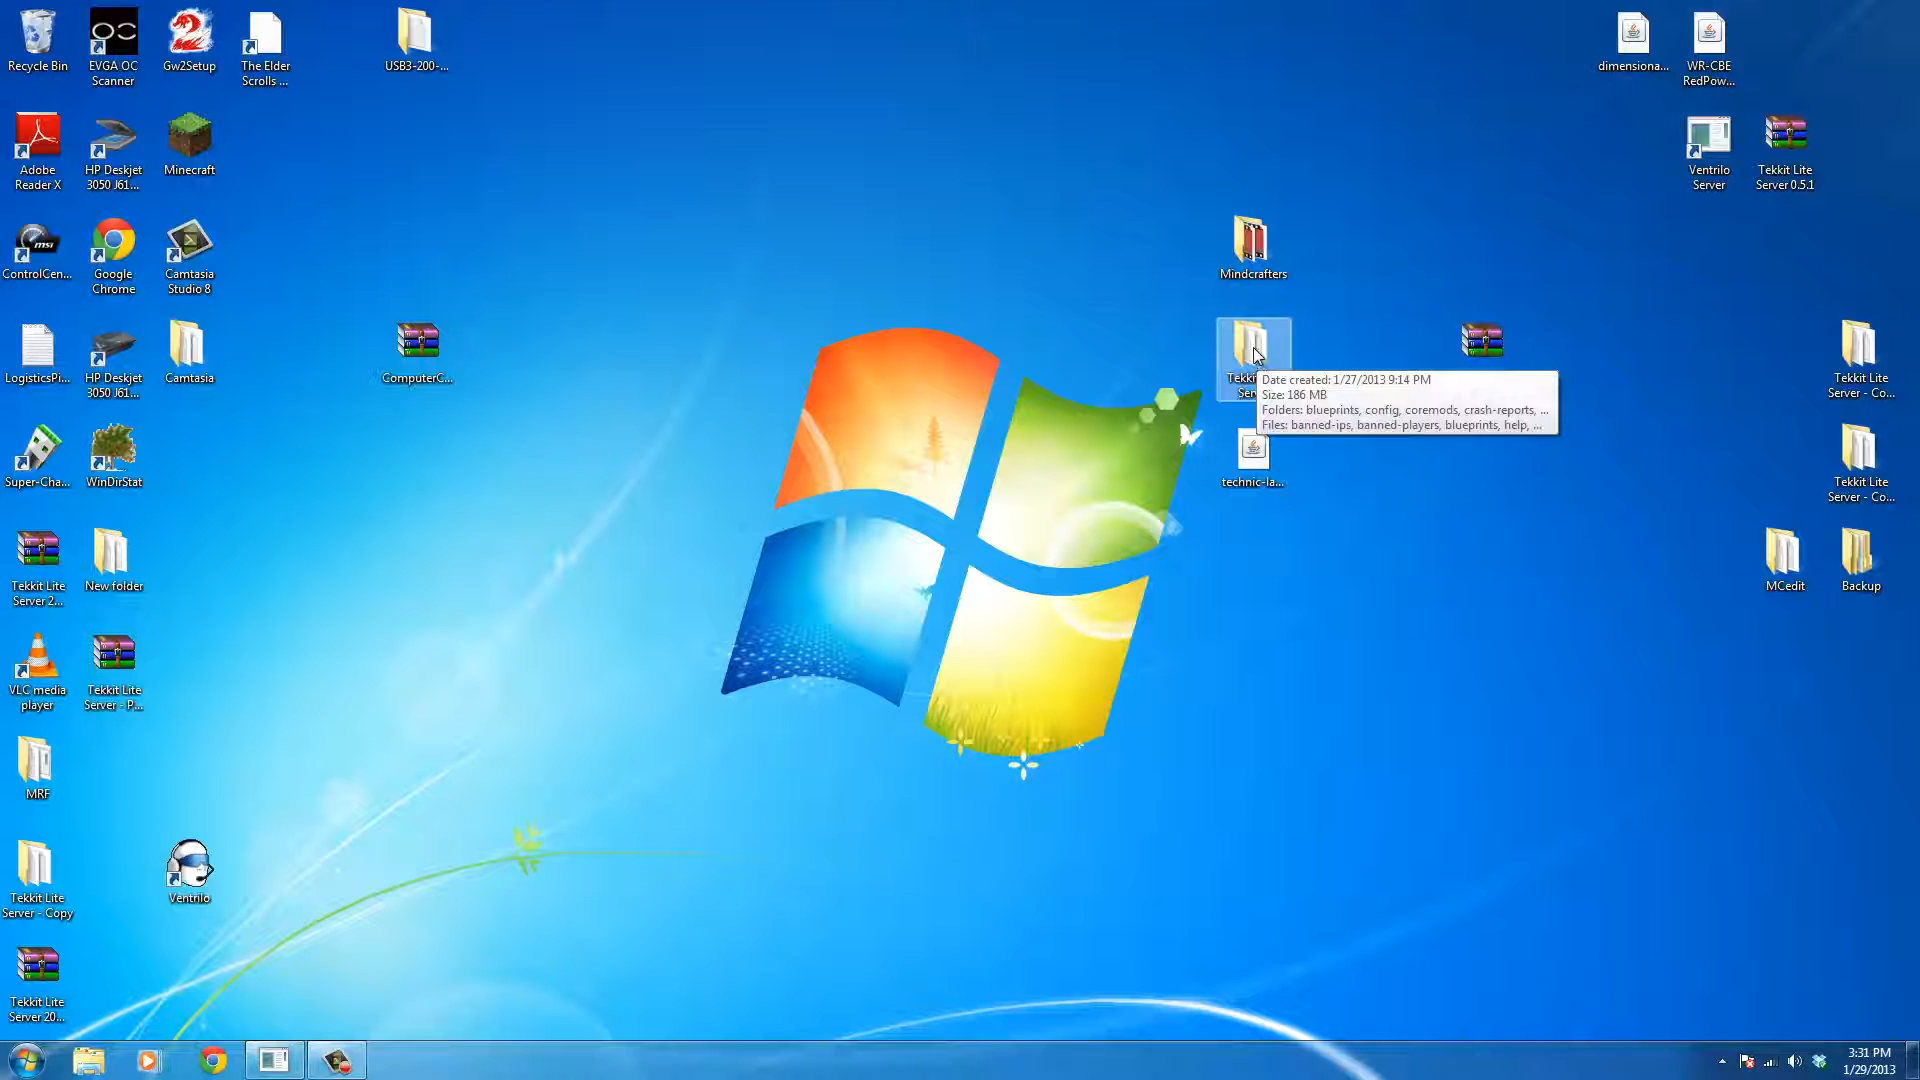 Recycle Bin
EVGA OC
Scanner
Gw2Setup
The Elder
Scrolls ...
USB3-200-...
dimensiona...
WR-CBE
RedPow...
Adobe
Reader X
HP Deskjet
3050 J61...
Minecraft
Ventrilo
Server
Tekkit Lite
Server 0.5.1
msi
ControlCen...
Google
Chrome
Camtasia
Studio 8
Mindcrafters
LogisticsPi...
HP Deskjet
3050 J61...
Camtasia
ComputerC...
Tekki
Ser
Date created: 1/27/2013 9:14 PM
Size: 186 MB
Folders: blueprints, config, coremods, crash-reports, ...
Files: banned-ips, banned-players, blueprints, help, ...
Tekkit Lite
Server - Co...
Super-Cha...
WinDirStat
technic-la...
Tekkit Lite
Server - Co...
Tekkit Lite
Server 2...
New folder
MCedit
Backup
VLC media
player
Tekkit Lite
Server - P...
MRF
Tekkit Lite
Server - Copy
Ventrilo
Tekkit Lite
Server 20...
3:31 PM
1/29/2013